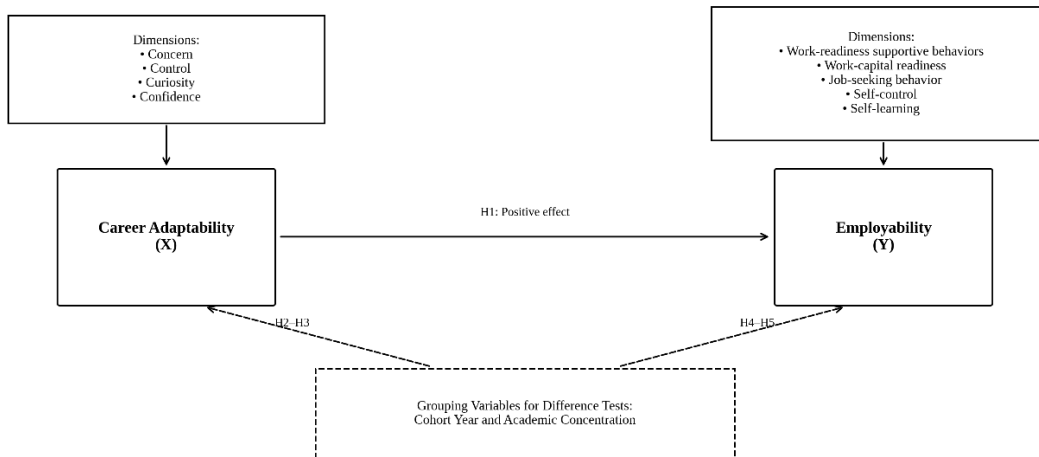 Dimensions:
• Concern
• Control
• Curiosity
• Confidence
Dimensions:
• Work-readiness supportive behaviors
• Work-capital readiness
• Job-seeking behavior
• Self-control
• Self-learning
Career Adaptability
(X)
H1: Positive effect
Employability
(Y)
H2–H3
H4–H5
Grouping Variables for Difference Tests:
Cohort Year and Academic Concentration